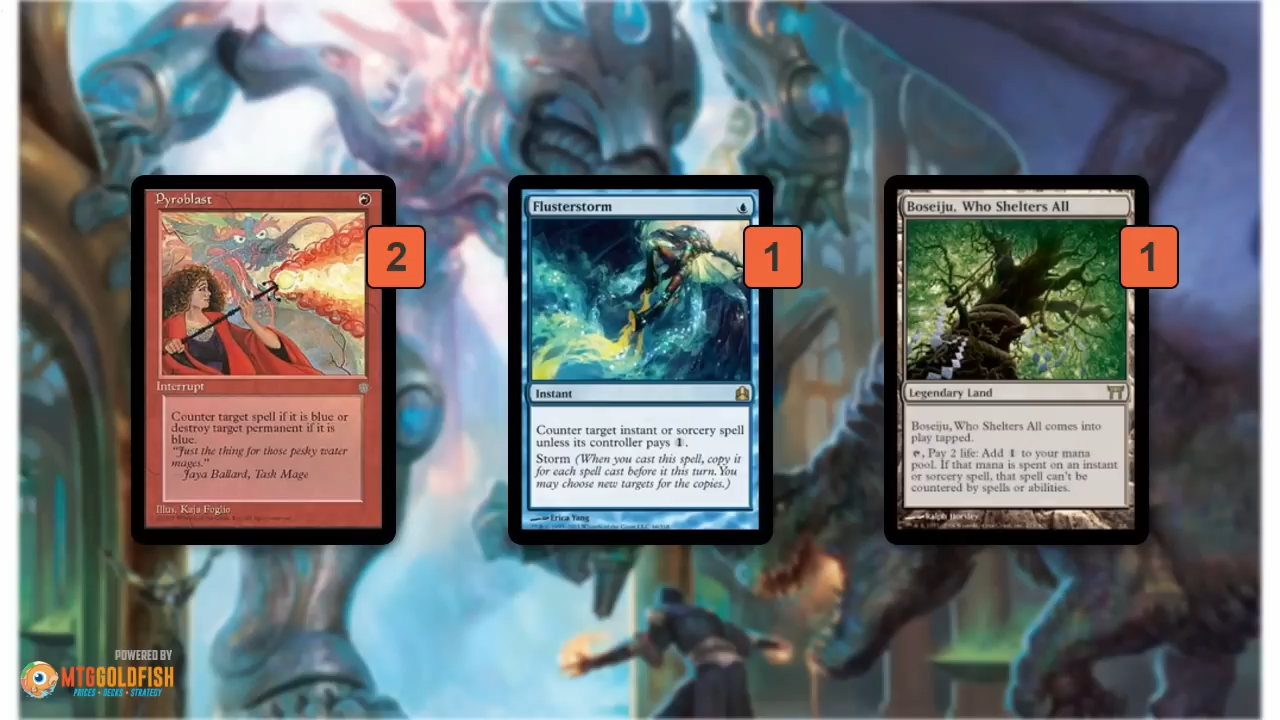 Pyroblast
2
Interrupt
Counter target spell if it is blue or
destroy target permanent if it is
blue.
"Just the thing for those pesky water
mages."
—Jaya Ballard, Task Mage
Illus. Kaja Foglio
Flusterstorm
1
Instant
Counter target instant or sorcery spell
unless its controller pays 1.
Storm (When you cast this spell, copy it
for each spell cast before it this turn. You
may choose new targets for the copies.)
Erica Yang
Boseiju, Who Shelters All
1
Legendary Land
Boseiju, Who Shelters All comes into
play tapped.
, Pay 2 life: Add 1 to your mana
pool. If that mana is spent on an instant
or sorcery spell, that spell can't be
countered by spells or abilities.
Ralph Horsley
POWERED BY
MTGGOLDFISH
PRICES • DECKS • STRATEGY